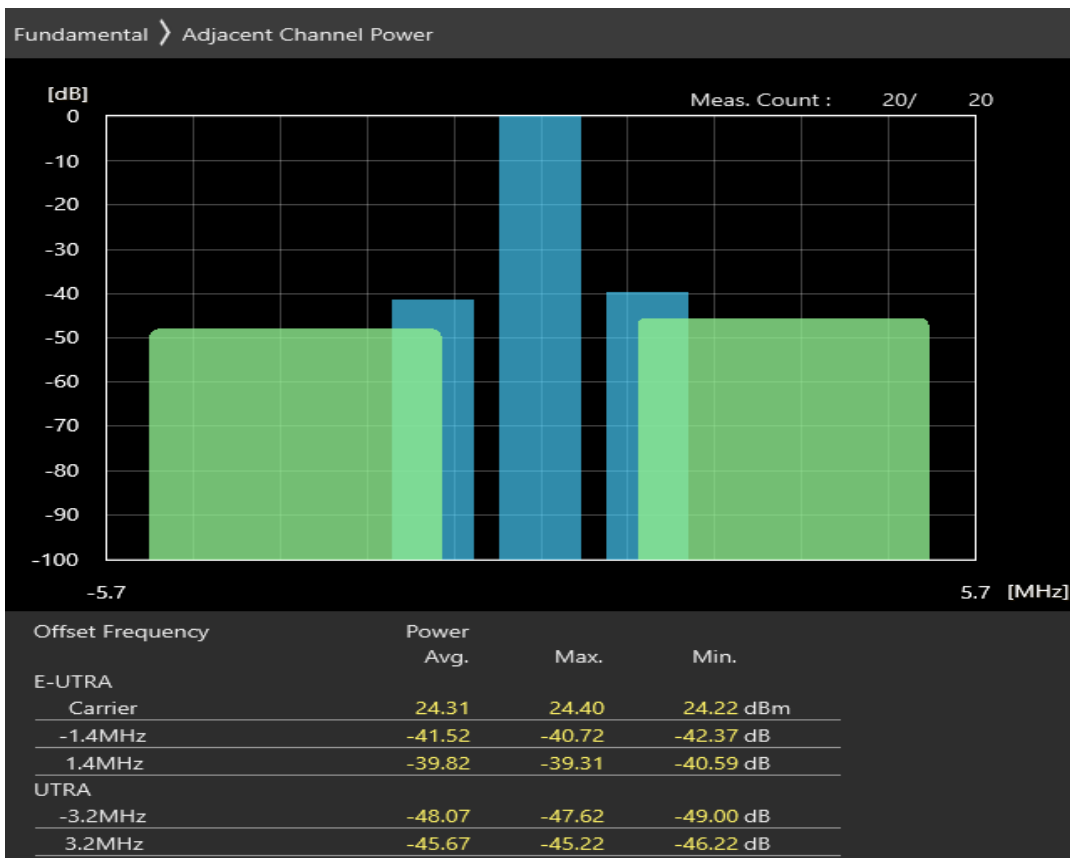 Fundamental 〉 Adjacent Channel Power
[dB]
Meas. Count : 20/ 20
0
-10
-20
-30
-40
-50
-60
-70
-80
-90
-100
-5.7 5.7 [MHz]
Offset Frequency Power
Avg. Max. Min.
E-UTRA
Carrier 24.31 24.40 24.22 dBm
-1.4MHz -41.52 -40.72 -42.37 dB
1.4MHz -39.82 -39.31 -40.59 dB
UTRA
-3.2MHz -48.07 -47.62 -49.00 dB
3.2MHz -45.67 -45.22 -46.22 dB